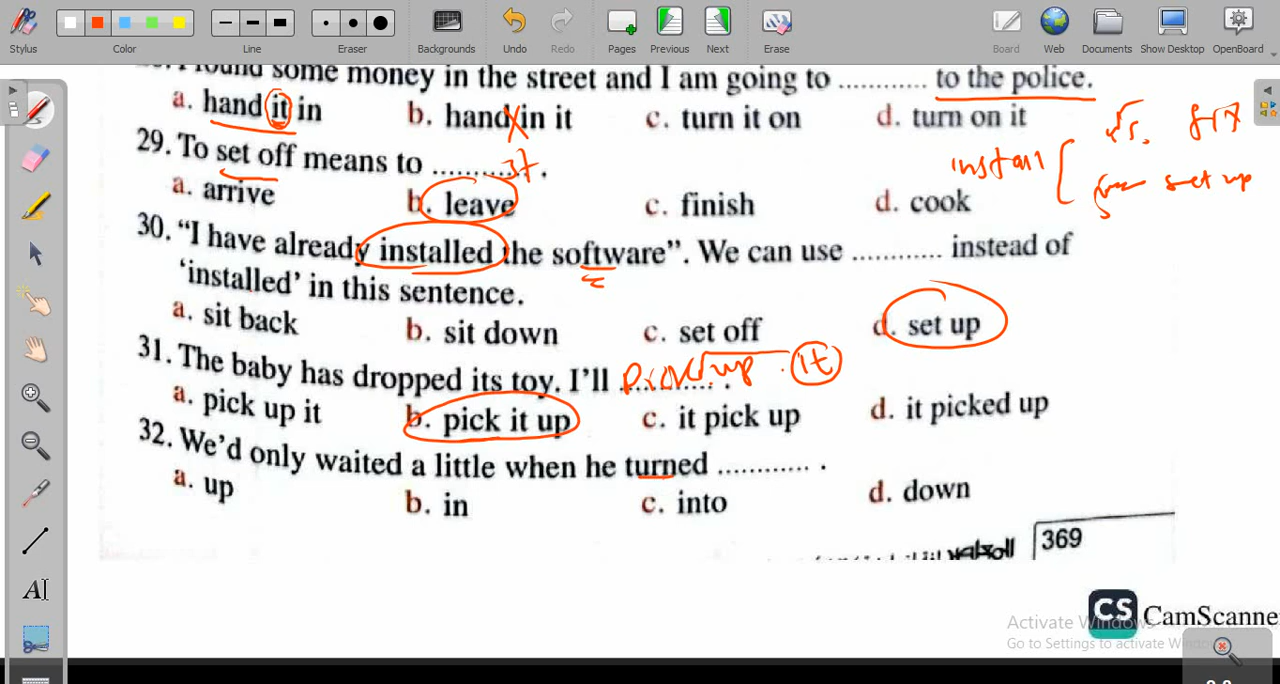 Stylus Color Line Eraser Backgrounds Undo Redo Pages Previous Next Erase Board Web Documents Show Desktop OpenBoard
found some money in the street and I am going to ............ to the police.
a. hand it in b. hand in it c. turn it on d. turn on it
fix
29. To set off means to ............ .
install
set up
a. arrive b. leave c. finish d. cook
30. "I have already installed the software". We can use ............ instead of
'installed' in this sentence.
a. sit back b. sit down c. set off d. set up
pick up it
31. The baby has dropped its toy. I'll ............ .
a. pick up it b. pick it up c. it pick up d. it picked up
32. We'd only waited a little when he turned ............ .
a. up b. in c. into d. down
369
CS CamScanne
Activate Windows
Go to Settings to activate Windows